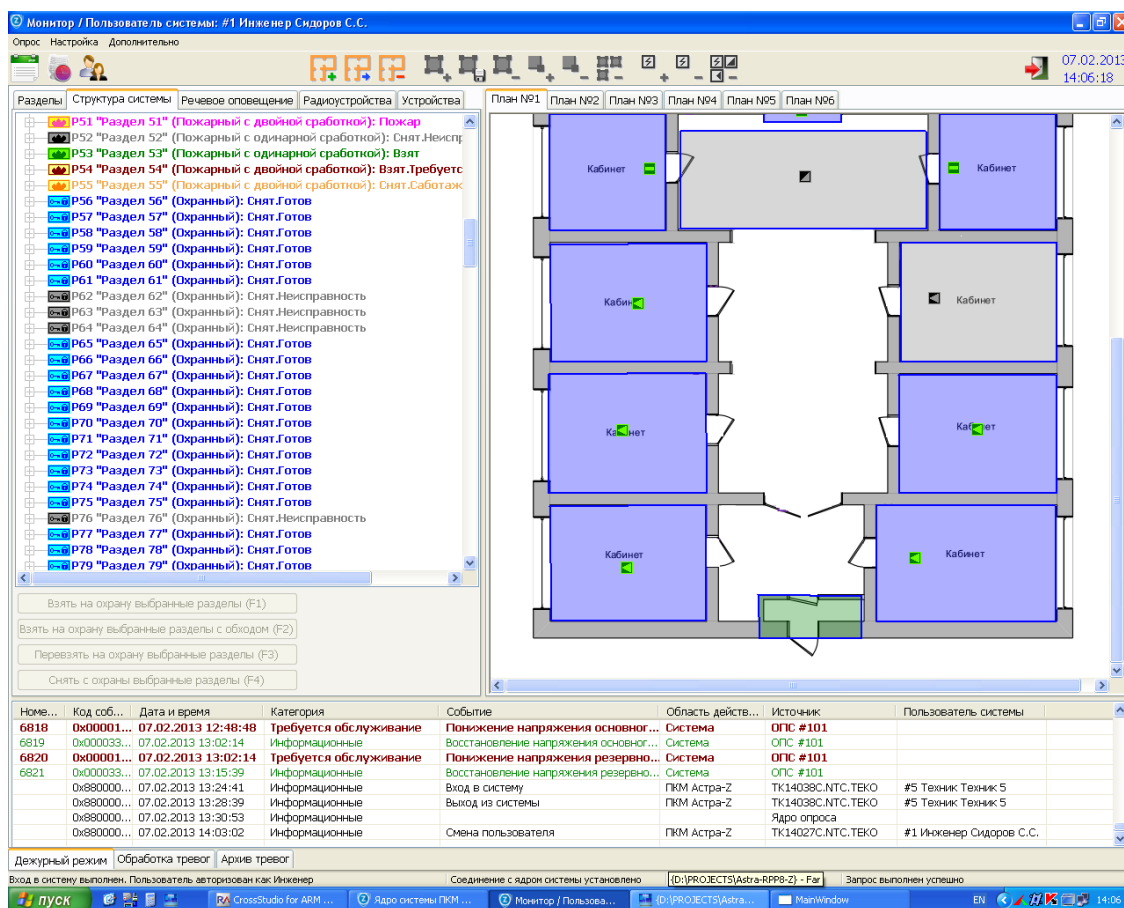 Монитор / Пользователь системы: #1 Инженер Сидоров С.С.
Опрос Настройка Дополнительно
07.02.2013
14:06:18
Разделы Структура системы Речевое оповещение Радиоустройства Устройства
План №1 План №2 План №3 План №4 План №5 План №6
P51 "Раздел 51" (Пожарный с двойной сработкой): Пожар
P52 "Раздел 52" (Пожарный с одинарной сработкой): Снят.Неиспр
P53 "Раздел 53" (Пожарный с одинарной сработкой): Взят
P54 "Раздел 54" (Пожарный с двойной сработкой): Взят.Требуетс
P55 "Раздел 55" (Пожарный с двойной сработкой): Снят.Саботаж
P56 "Раздел 56" (Охранный): Снят.Готов
P57 "Раздел 57" (Охранный): Снят.Готов
P58 "Раздел 58" (Охранный): Снят.Готов
P59 "Раздел 59" (Охранный): Снят.Готов
P60 "Раздел 60" (Охранный): Снят.Готов
P61 "Раздел 61" (Охранный): Снят.Готов
P62 "Раздел 62" (Охранный): Снят.Неисправность
P63 "Раздел 63" (Охранный): Снят.Неисправность
P64 "Раздел 64" (Охранный): Снят.Неисправность
P65 "Раздел 65" (Охранный): Снят.Готов
P66 "Раздел 66" (Охранный): Снят.Готов
P67 "Раздел 67" (Охранный): Снят.Готов
P68 "Раздел 68" (Охранный): Снят.Готов
P69 "Раздел 69" (Охранный): Снят.Готов
P70 "Раздел 70" (Охранный): Снят.Готов
P71 "Раздел 71" (Охранный): Снят.Готов
P72 "Раздел 72" (Охранный): Снят.Готов
P73 "Раздел 73" (Охранный): Снят.Готов
P74 "Раздел 74" (Охранный): Снят.Готов
P75 "Раздел 75" (Охранный): Снят.Готов
P76 "Раздел 76" (Охранный): Снят.Неисправность
P77 "Раздел 77" (Охранный): Снят.Готов
P78 "Раздел 78" (Охранный): Снят.Готов
P79 "Раздел 79" (Охранный): Снят.Готов
Взять на охрану выбранные разделы (F1)
Взять на охрану выбранные разделы с обходом (F2)
Перевзять на охрану выбранные разделы (F3)
Снять с охраны выбранные разделы (F4)
Кабинет
Кабинет
Кабинет
Кабинет
Кабинет
Кабинет
Кабинет
Кабинет
Номе... Код соб... Дата и время Категория Событие Область действ... Источник Пользователь системы
6818 0x00001... 07.02.2013 12:48:48 Требуется обслуживание Понижение напряжения основног... Система ОПС #101
6819 0x000033... 07.02.2013 13:02:14 Информационные Восстановление напряжения основног... Система ОПС #101
6820 0x00001... 07.02.2013 13:02:14 Требуется обслуживание Понижение напряжения резервно... Система ОПС #101
6821 0x000033... 07.02.2013 13:15:39 Информационные Восстановление напряжения резервно... Система ОПС #101
0x880000... 07.02.2013 13:24:41 Информационные Вход в систему ПКМ Астра-Z TK14038C.NTC.TEKO #5 Техник Техник 5
0x880000... 07.02.2013 13:28:39 Информационные Выход из системы ПКМ Астра-Z TK14038C.NTC.TEKO #5 Техник Техник 5
0x880000... 07.02.2013 13:30:53 Информационные Ядро опроса
0x880000... 07.02.2013 14:03:02 Информационные Смена пользователя ПКМ Астра-Z TK14027C.NTC.TEKO #1 Инженер Сидоров С.С.
Дежурный режим Обработка тревог Архив тревог
Вход в систему выполнен. Пользователь авторизован как Инженер Соединение с ядром системы установлено {D:\PROJECTS\Astra-RPP8-Z} - Far Запрос выполнен успешно
пуск CrossStudio for ARM ... Ядро системы ПКМ ... Монитор / Пользова... {D:\PROJECTS\Astra... MainWindow EN 14:06